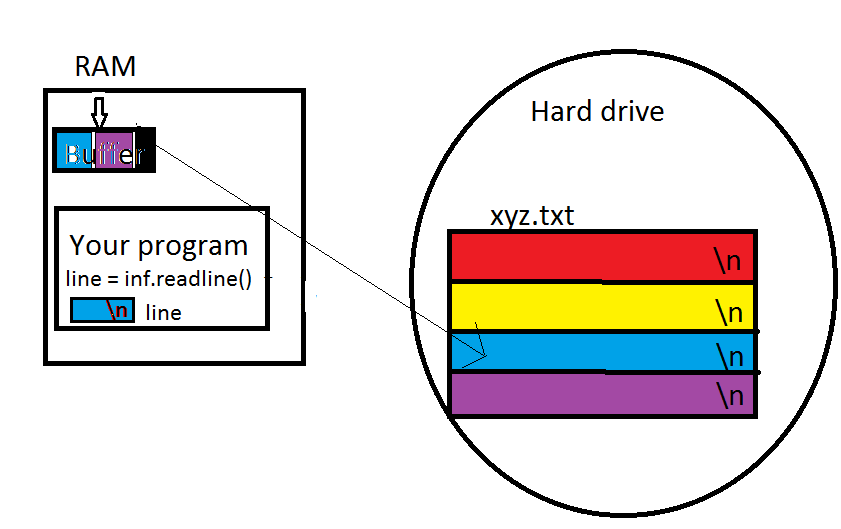 RAM
Buffer
Your program
line = inf.readline()
\n line
Hard drive
xyz.txt
\n
\n
\n
\n